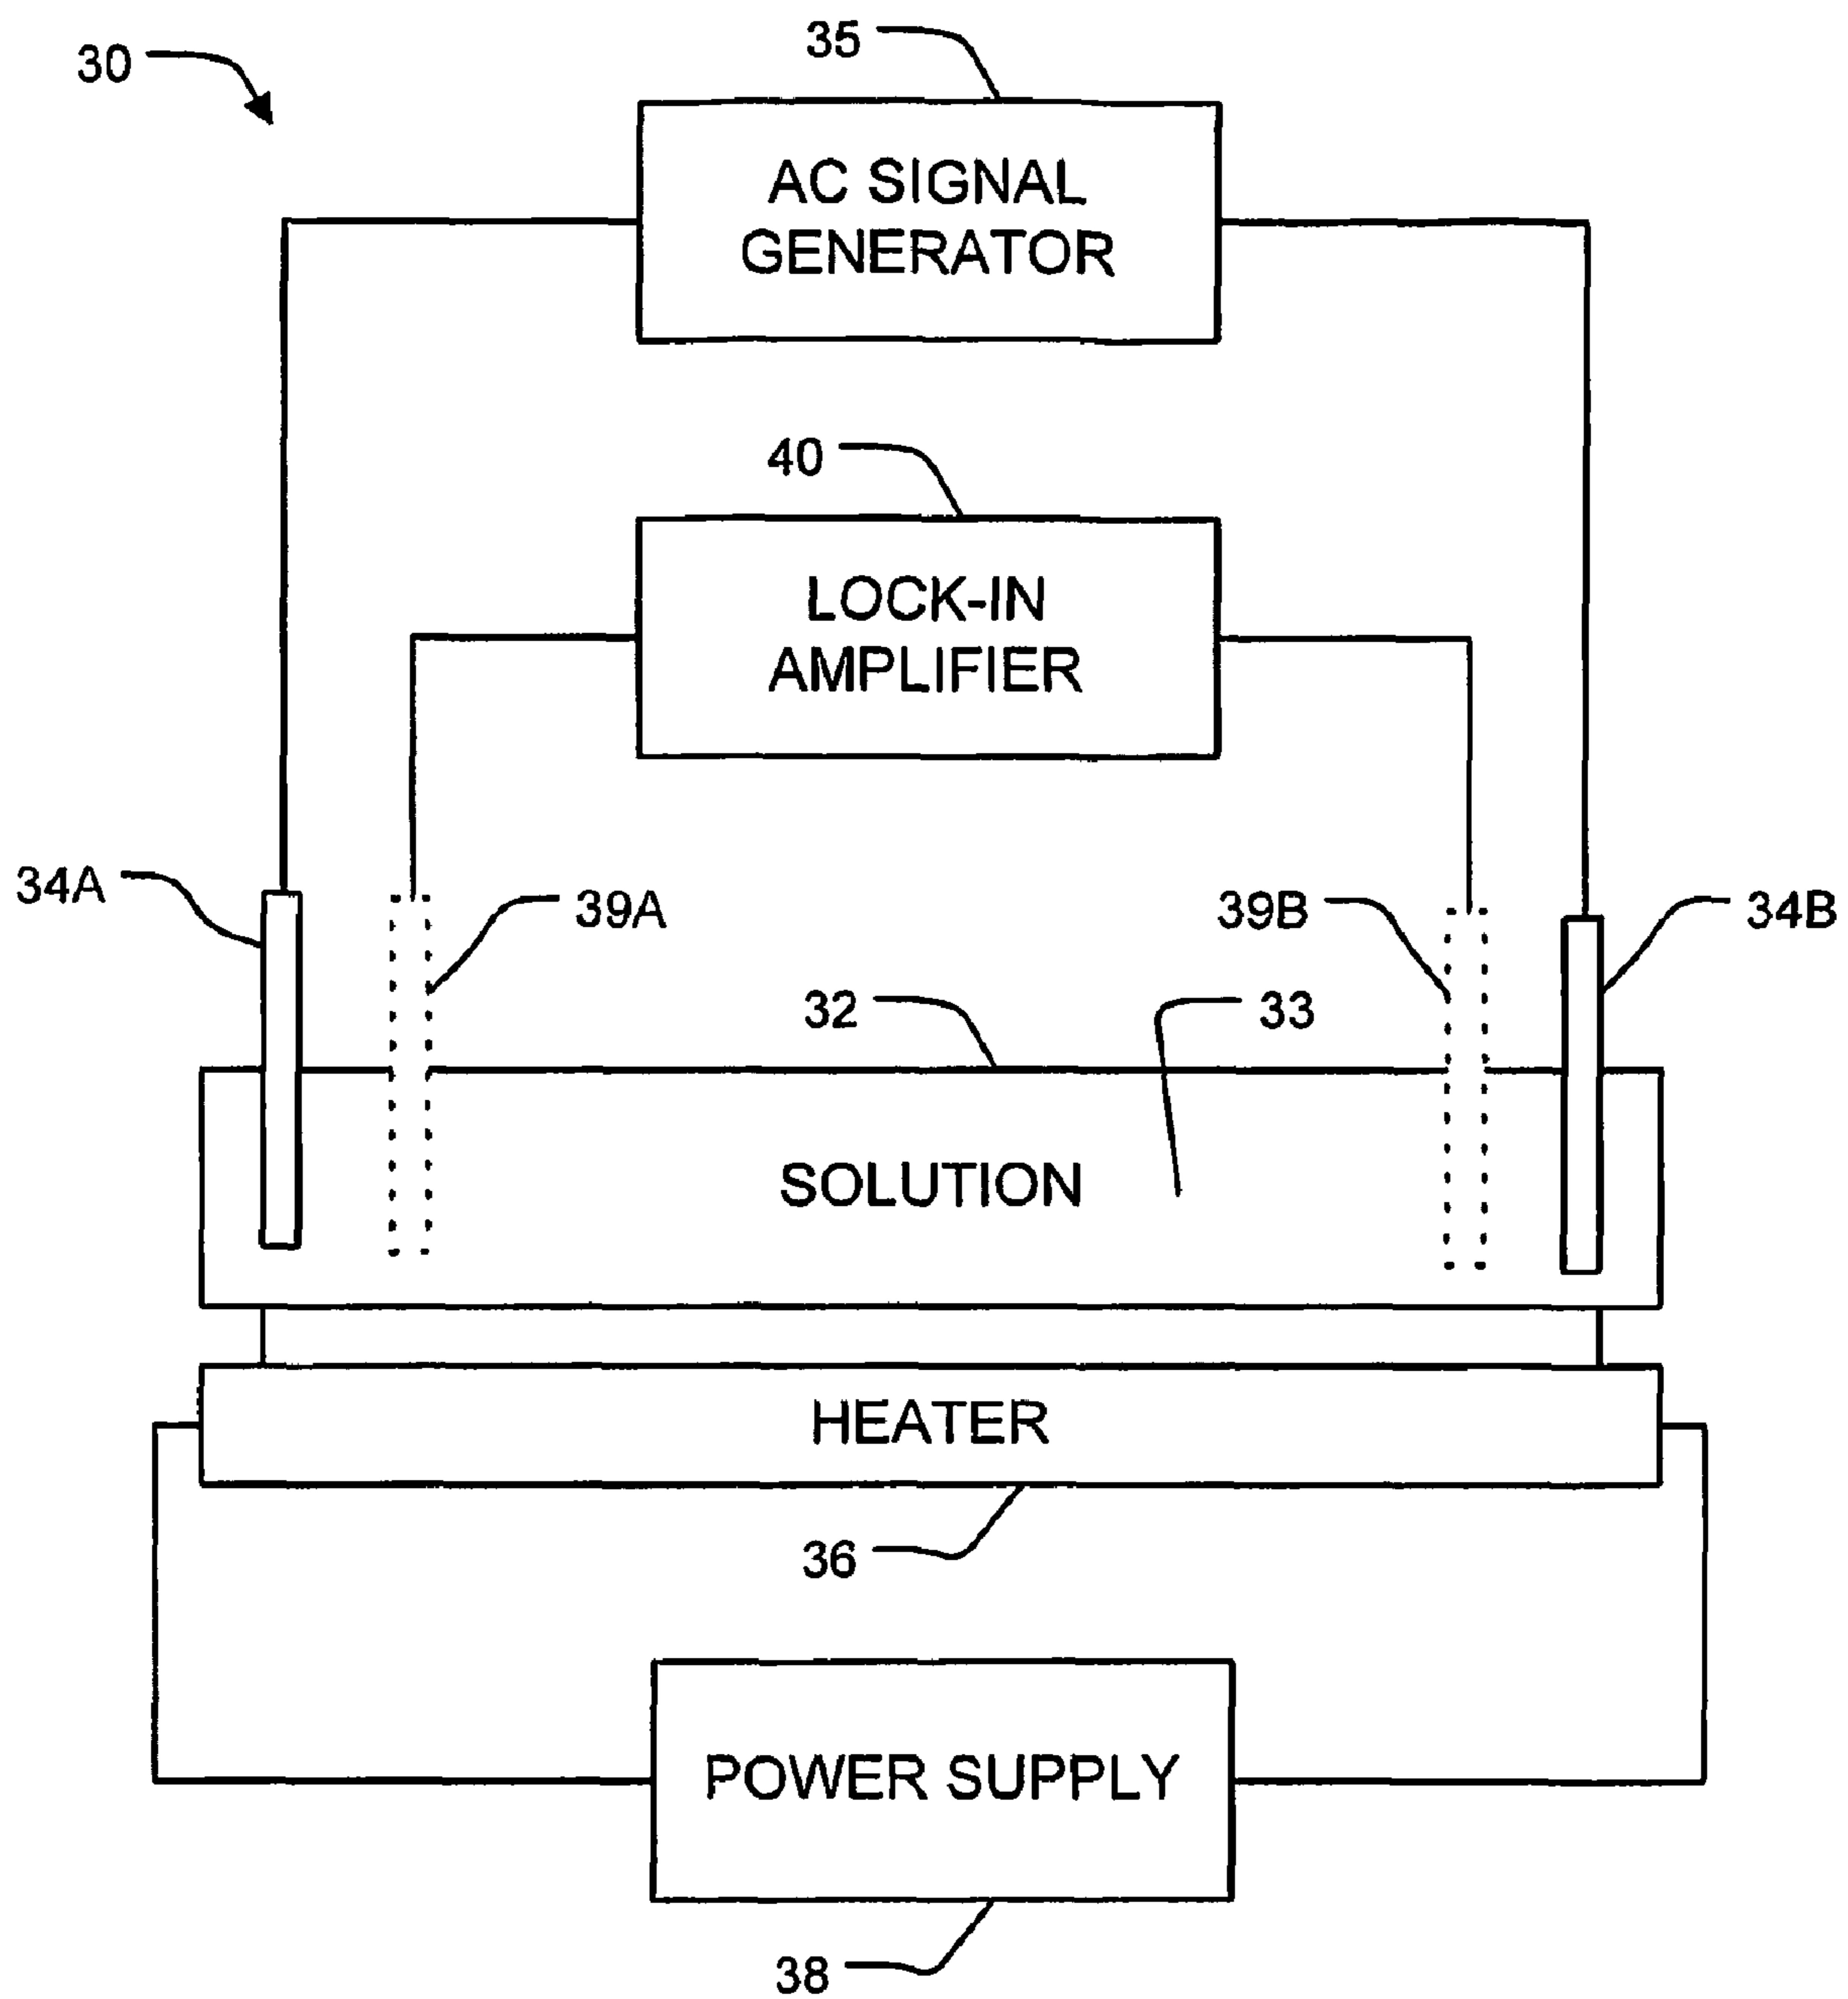 30
35
AC SIGNAL
GENERATOR
40
LOCK-IN
AMPLIFIER
34A
39A
39B
34B
32
33
SOLUTION
HEATER
36
POWER SUPPLY
38